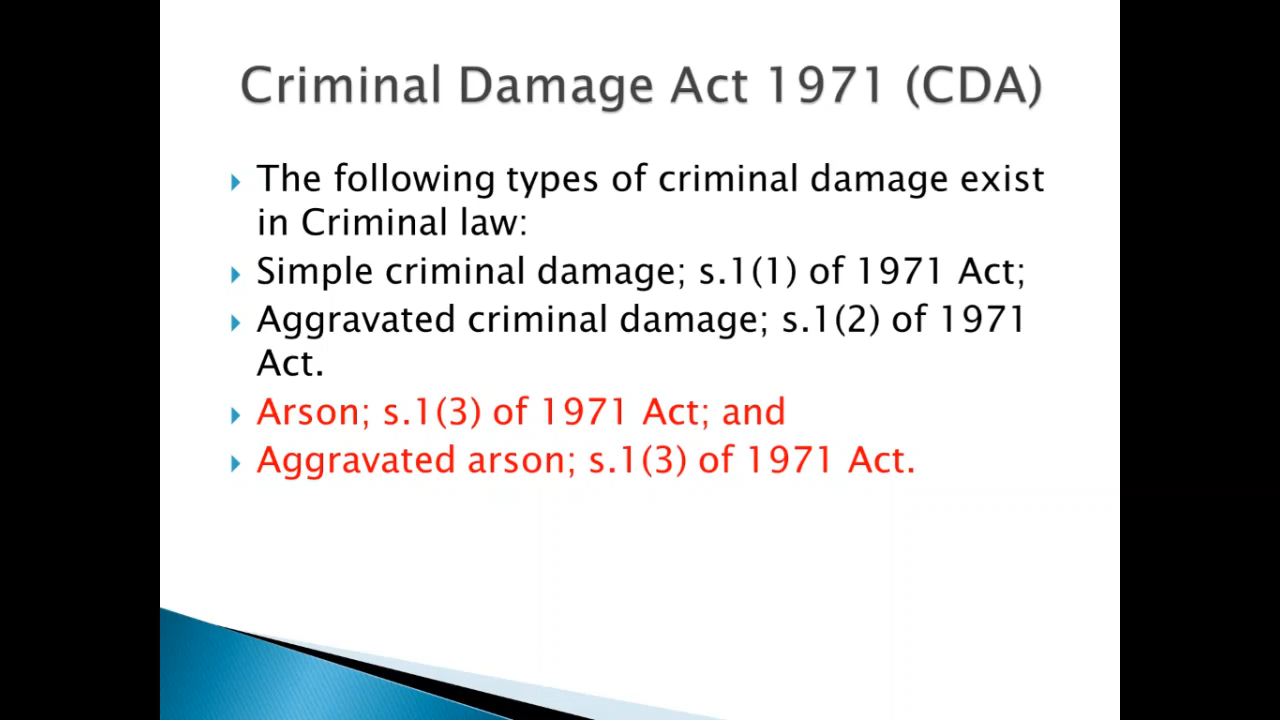 Criminal Damage Act 1971 (CDA)
The following types of criminal damage exist
in Criminal law:
Simple criminal damage; s.1(1) of 1971 Act;
Aggravated criminal damage; s.1(2) of 1971
Act.
Arson; s.1(3) of 1971 Act; and
Aggravated arson; s.1(3) of 1971 Act.